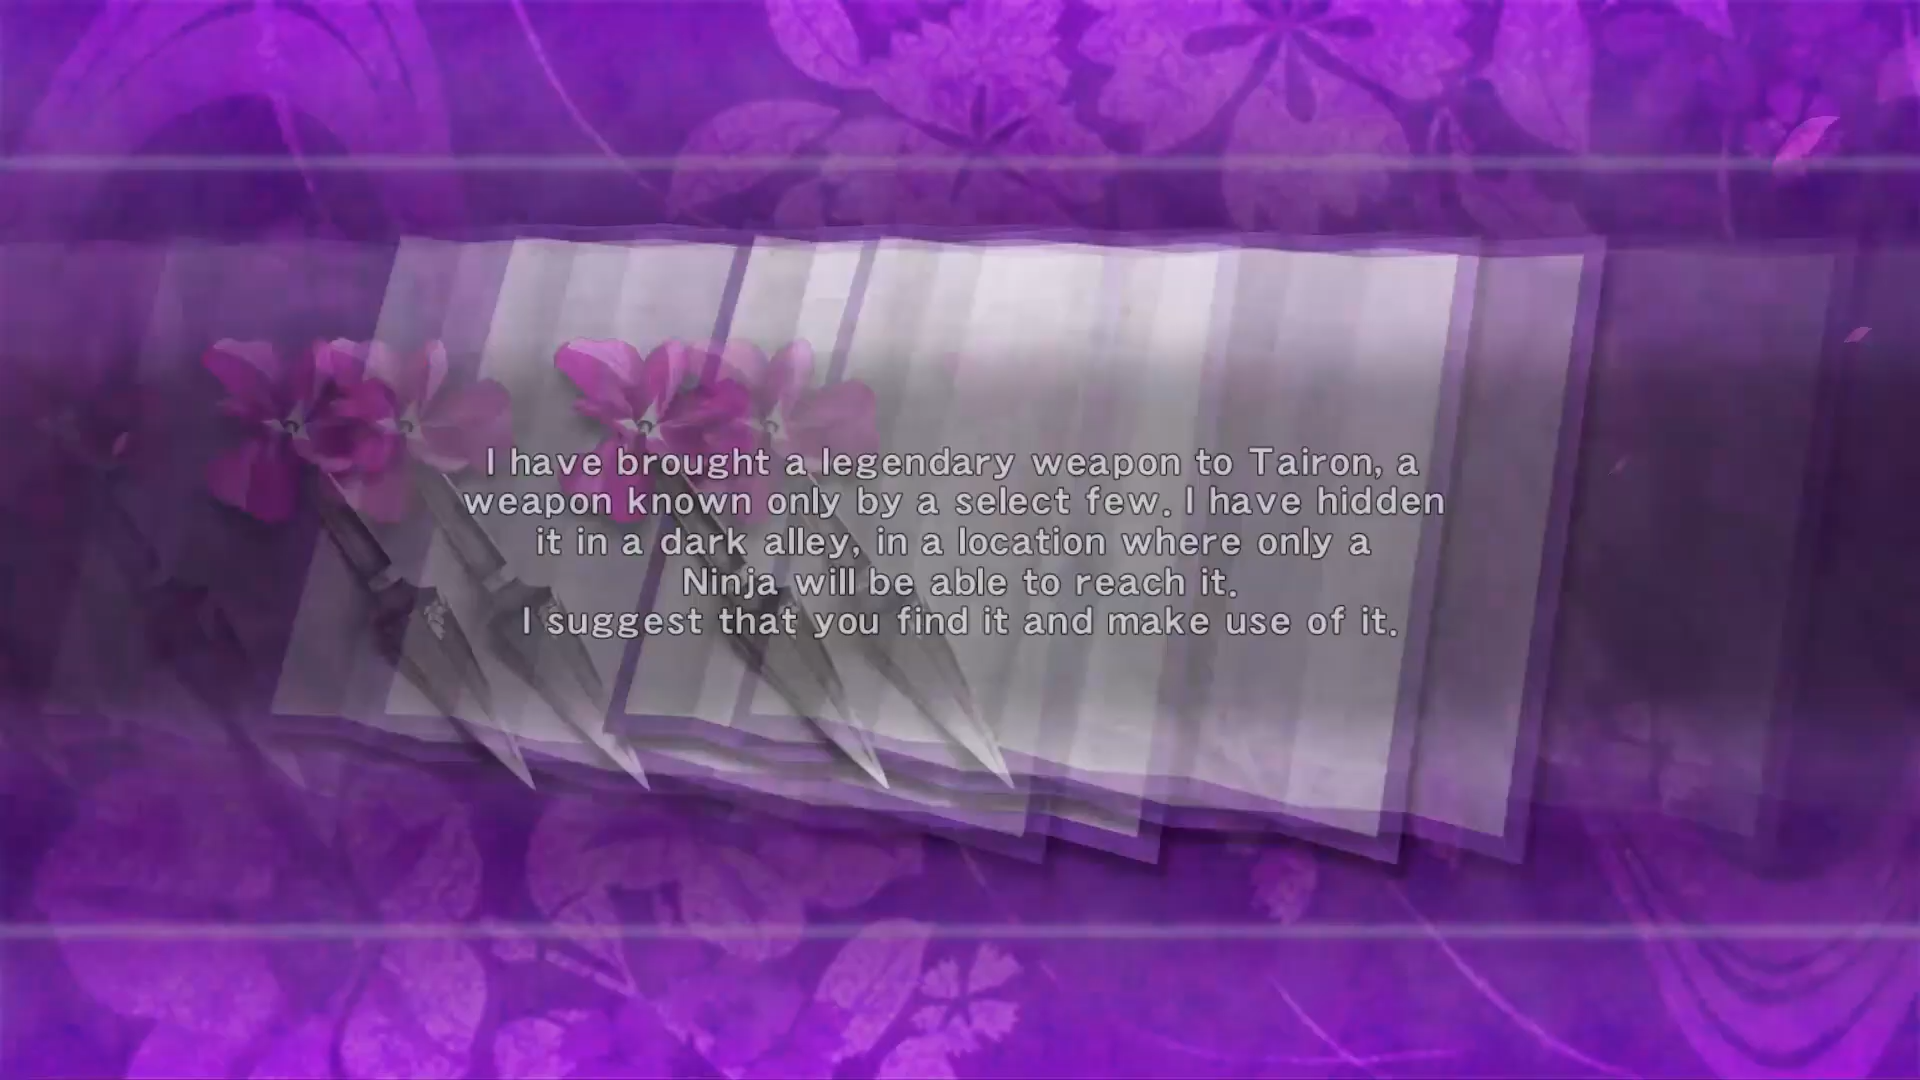 I have brought a legendary weapon to Tairon, a
weapon known only by a select few. I have hidden
it in a dark alley, in a location where only a
Ninja will be able to reach it.
I suggest that you find it and make use of it.